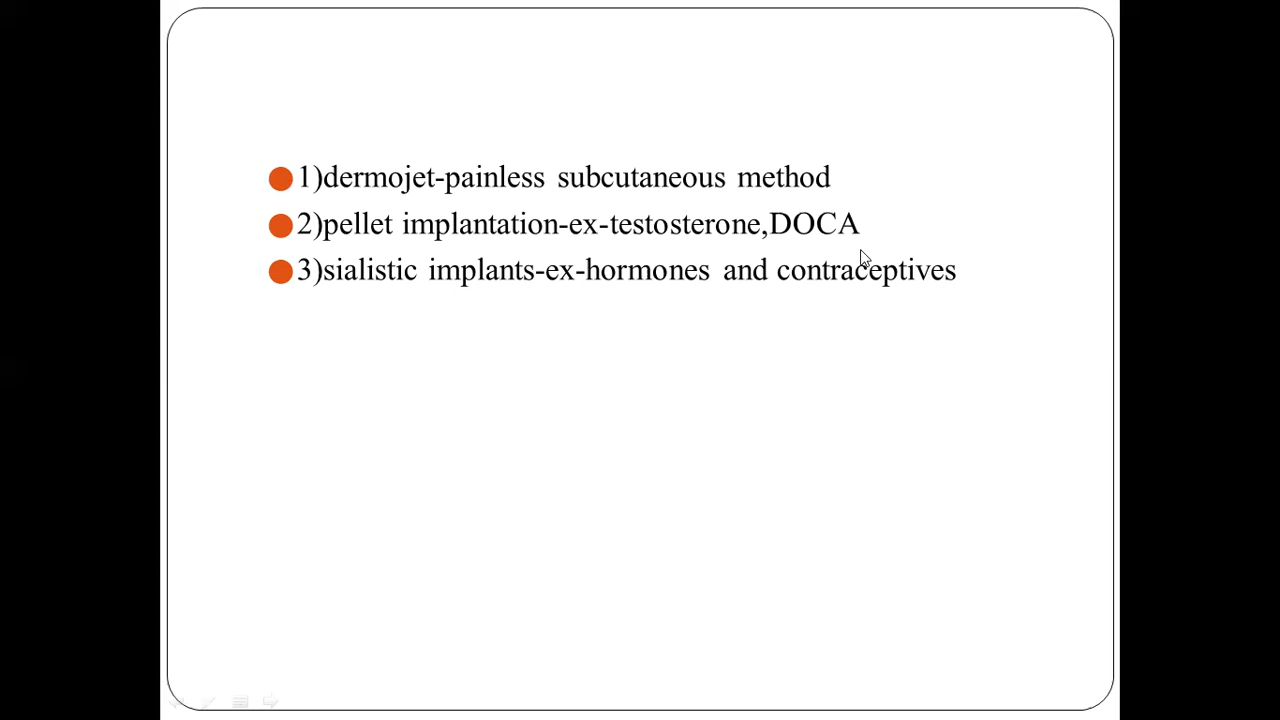 1)dermojet-painless subcutaneous method
2)pellet implantation-ex-testosterone,DOCA
3)sialistic implants-ex-hormones and contraceptives